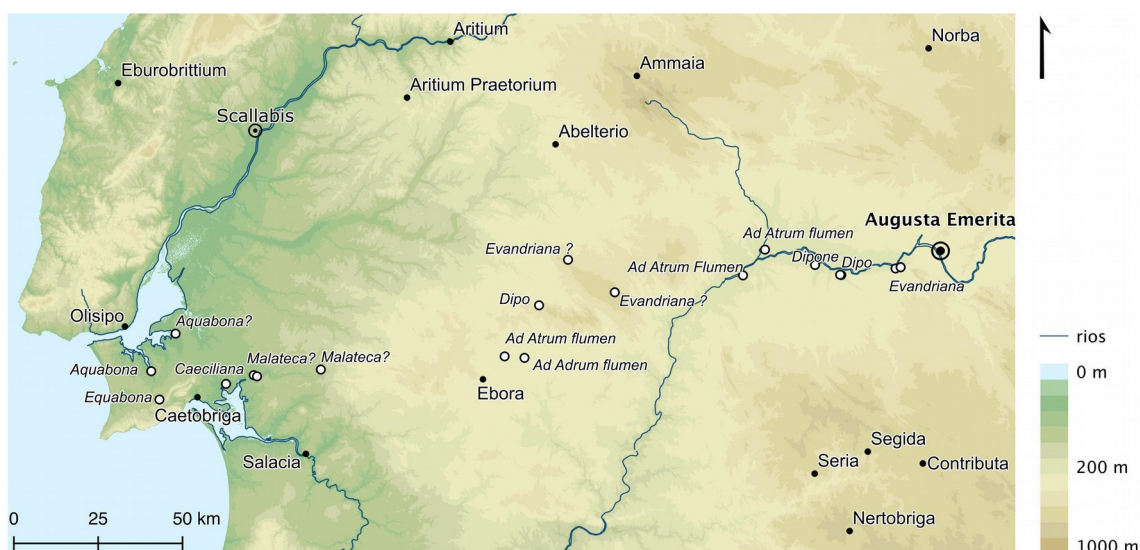 Aritium
Norba
Eburobrittium
Ammaia
Aritium Praetorium
Scallabis
Abelterio
Augusta Emerita
Ad Atrum flumen
Evandriana ?
Dipone
Dipo
Ad Atrum Flumen
Evandriana
Dipo
Evandriana ?
Olisipo
Aquabona?
rios
Ad Atrum flumen
Malateca?
Malateca?
Aquabona
Caeciliana
Ad Adrum flumen
0 m
Equabona
Ebora
Caetobriga
Segida
Salacia
Seria
Contributa
200 m
0
25
50 km
Nertobriga
1000 m